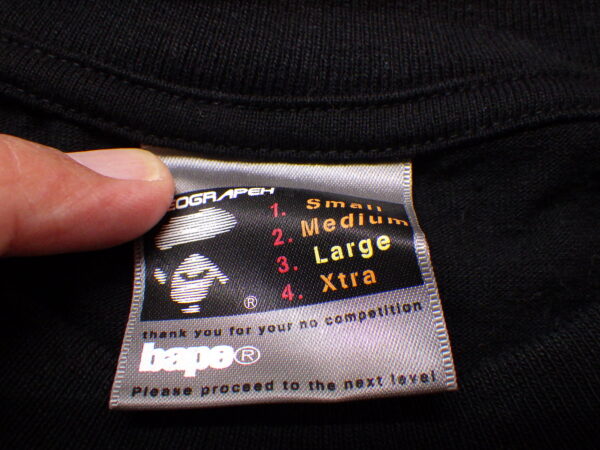 EOGRAPEH
1. Small
2. Medium
3. Large
4. Xtra
®
thank you for your no competition
bape®
Please proceed to the next level